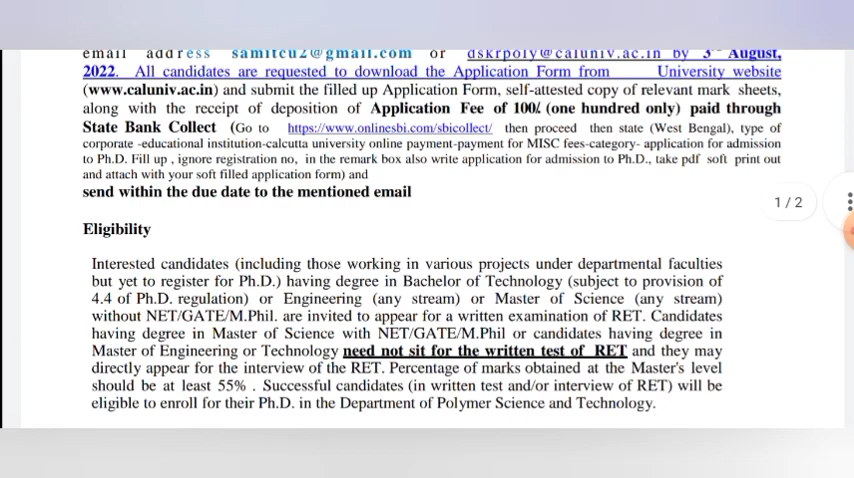 email address samitcu2@gmail.com or dskrpoly@caluniv.ac.in by 3 August,
2022. All candidates are requested to download the Application Form from University website
(www.caluniv.ac.in) and submit the filled up Application Form, self-attested copy of relevant mark sheets,
along with the receipt of deposition of Application Fee of 100/ (one hundred only) paid through
State Bank Collect (Go to https://www.onlinesbi.com/sbicollect/ then proceed then state (West Bengal), type of
corporate -educational institution-calcutta university online payment-payment for MISC fees-category- application for admission
to Ph.D. Fill up , ignore registration no, in the remark box also write application for admission to Ph.D., take pdf soft print out
and attach with your soft filled application form) and
send within the due date to the mentioned email
1 / 2
Eligibility
Interested candidates (including those working in various projects under departmental faculties
but yet to register for Ph.D.) having degree in Bachelor of Technology (subject to provision of
4.4 of Ph.D. regulation) or Engineering (any stream) or Master of Science (any stream)
without NET/GATE/M.Phil. are invited to appear for a written examination of RET. Candidates
having degree in Master of Science with NET/GATE/M.Phil or candidates having degree in
Master of Engineering or Technology need not sit for the written test of RET and they may
directly appear for the interview of the RET. Percentage of marks obtained at the Master's level
should be at least 55% . Successful candidates (in written test and/or interview of RET) will be
eligible to enroll for their Ph.D. in the Department of Polymer Science and Technology.